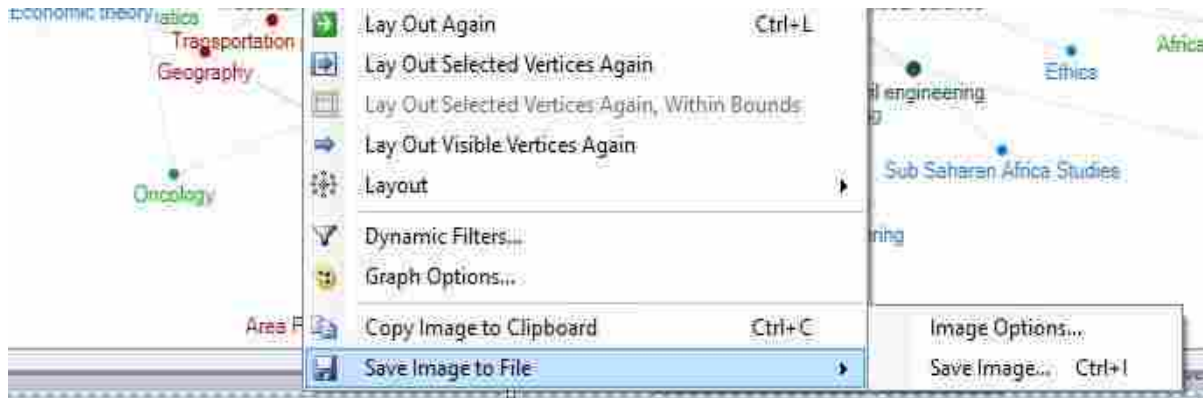 Economic theory
Transportation
Geography
Oncology
Area
Lay Out Again Ctrl+L
Lay Out Selected Vertices Again
Lay Out Selected Vertices Again, Within Bounds
Lay Out Visible Vertices Again
Layout
Dynamic Filters...
Graph Options...
Copy Image to Clipboard Ctrl+C
Save Image to File
Image Options...
Save Image... Ctrl+I
Ethics
engineering
Sub Saharan Africa Studies